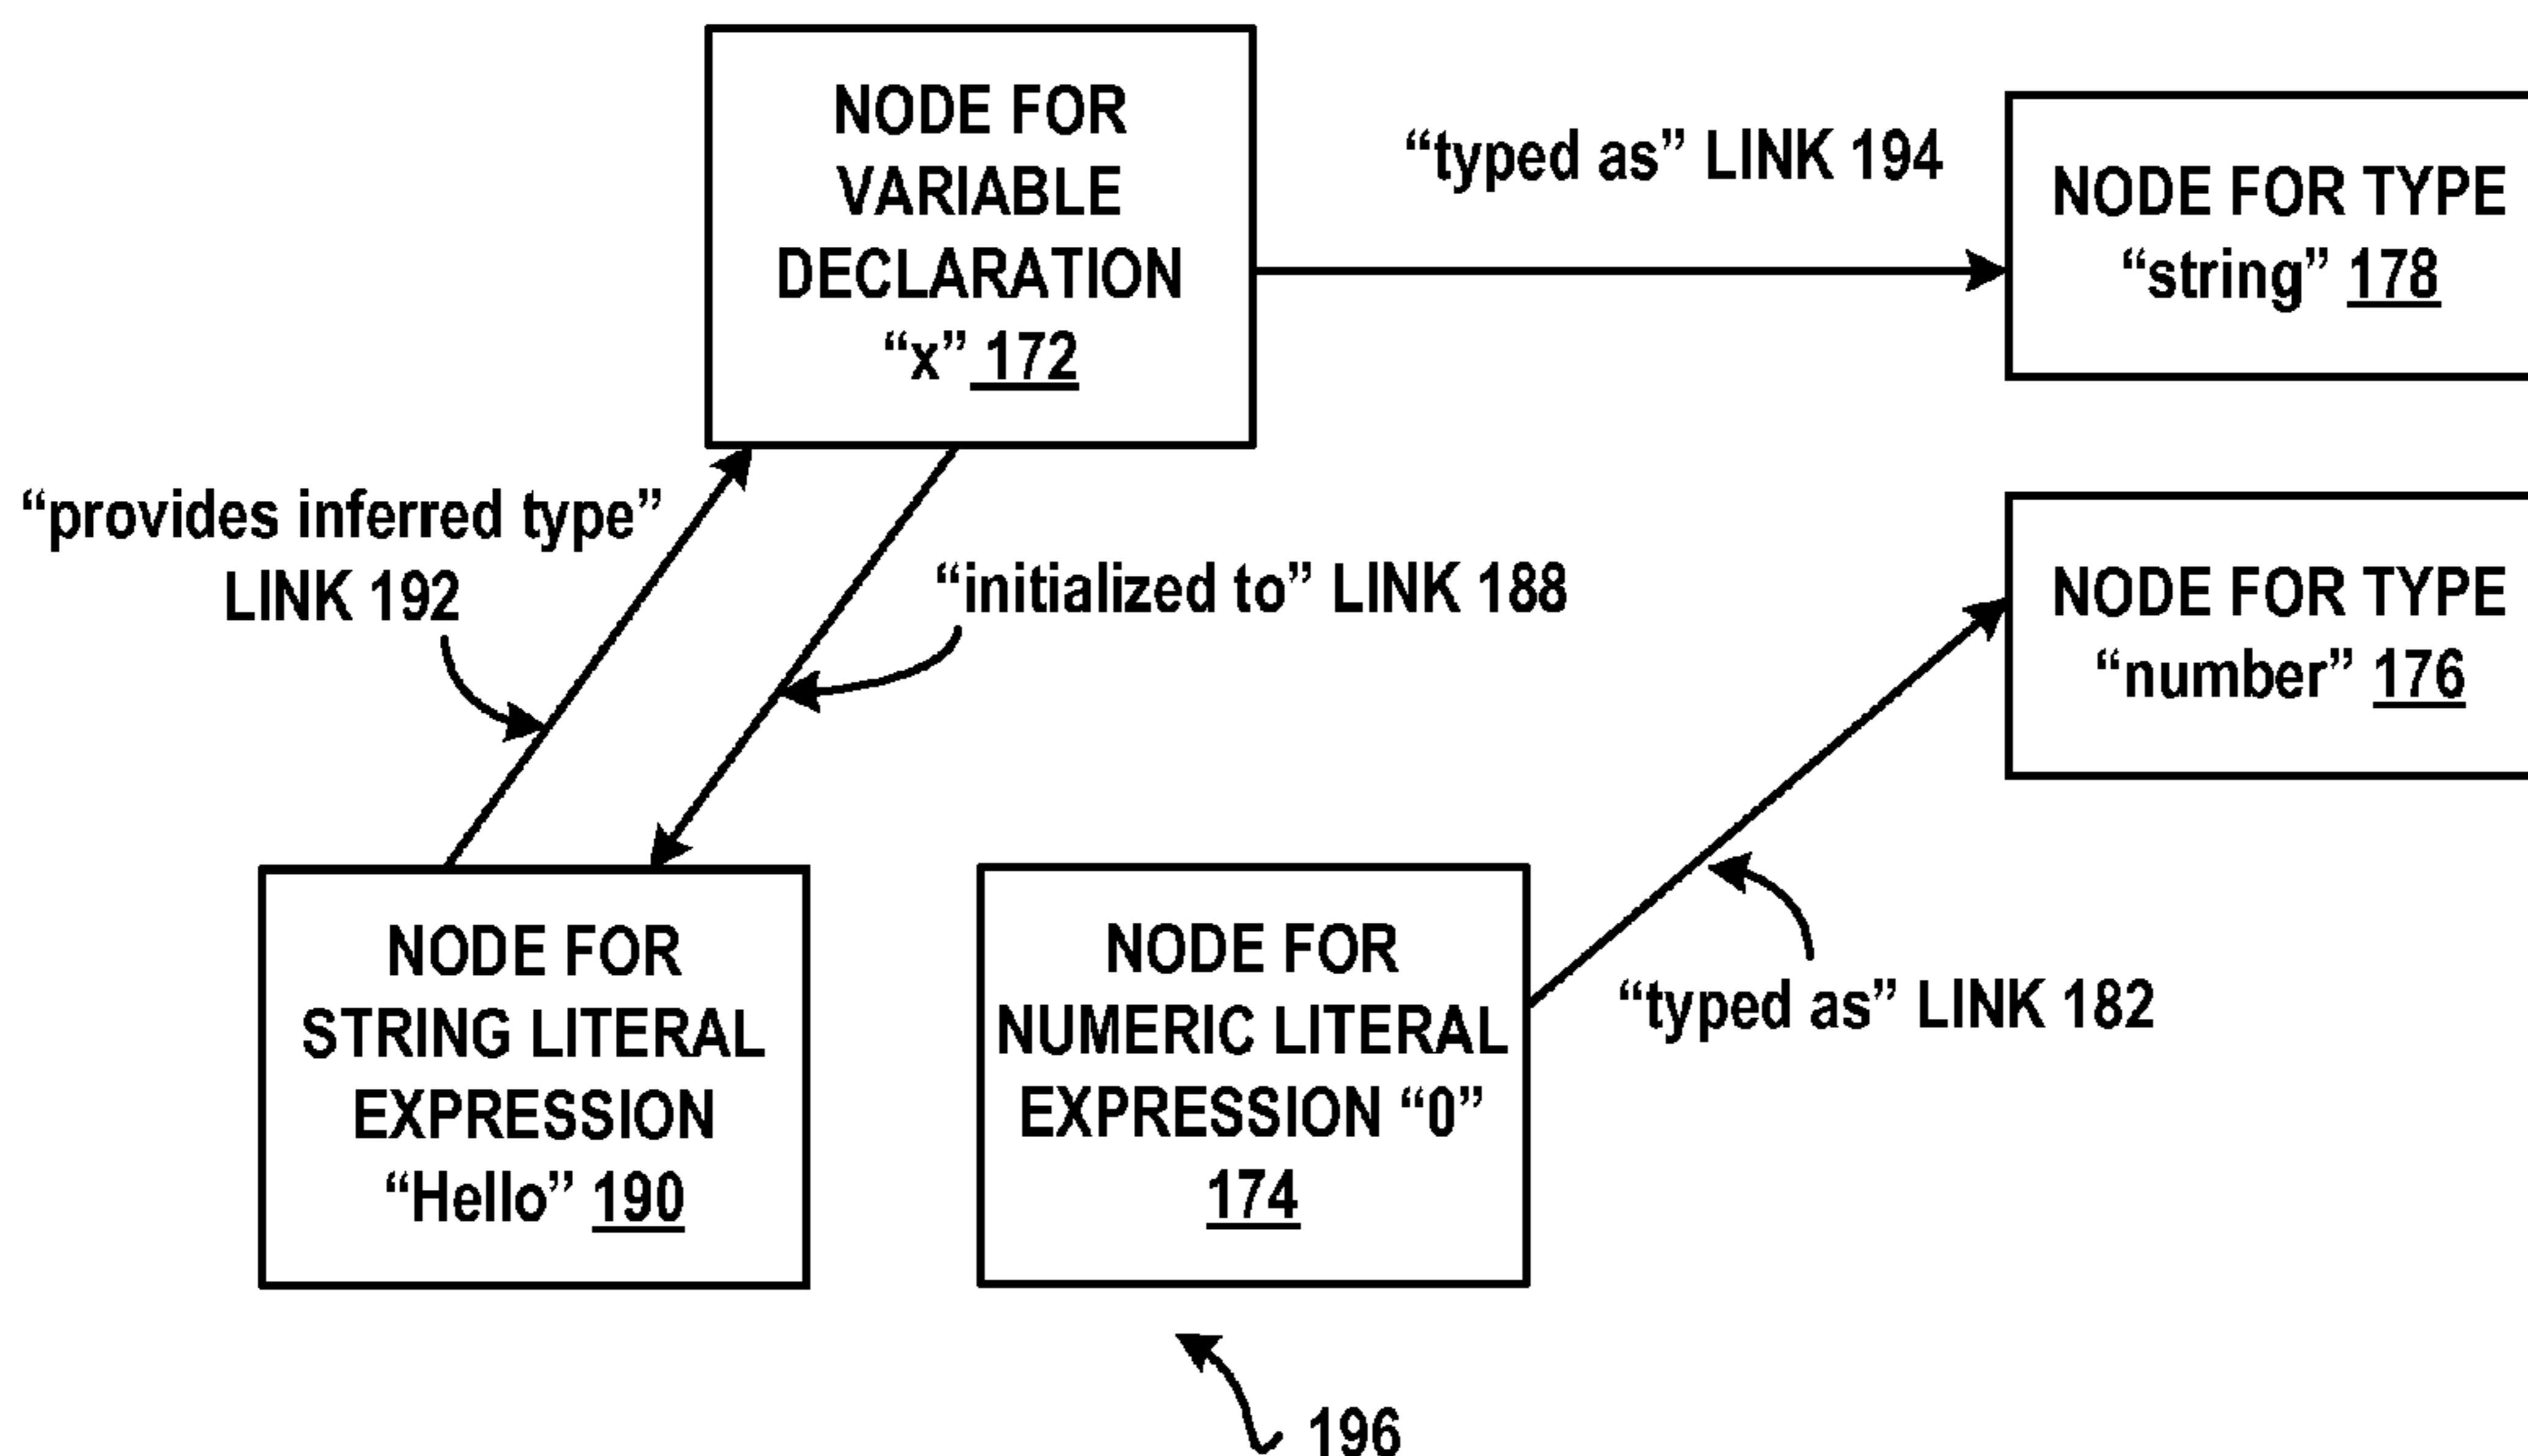 NODE FOR
VARIABLE
DECLARATION
“x” 172
“typed as” LINK 194
NODE FOR TYPE
“string” 178
“provides inferred type”
LINK 192
“initialized to” LINK 188
NODE FOR TYPE
“number” 176
NODE FOR
STRING LITERAL
EXPRESSION
“Hello” 190
NODE FOR
NUMERIC LITERAL
EXPRESSION “0”
174
“typed as” LINK 182
196